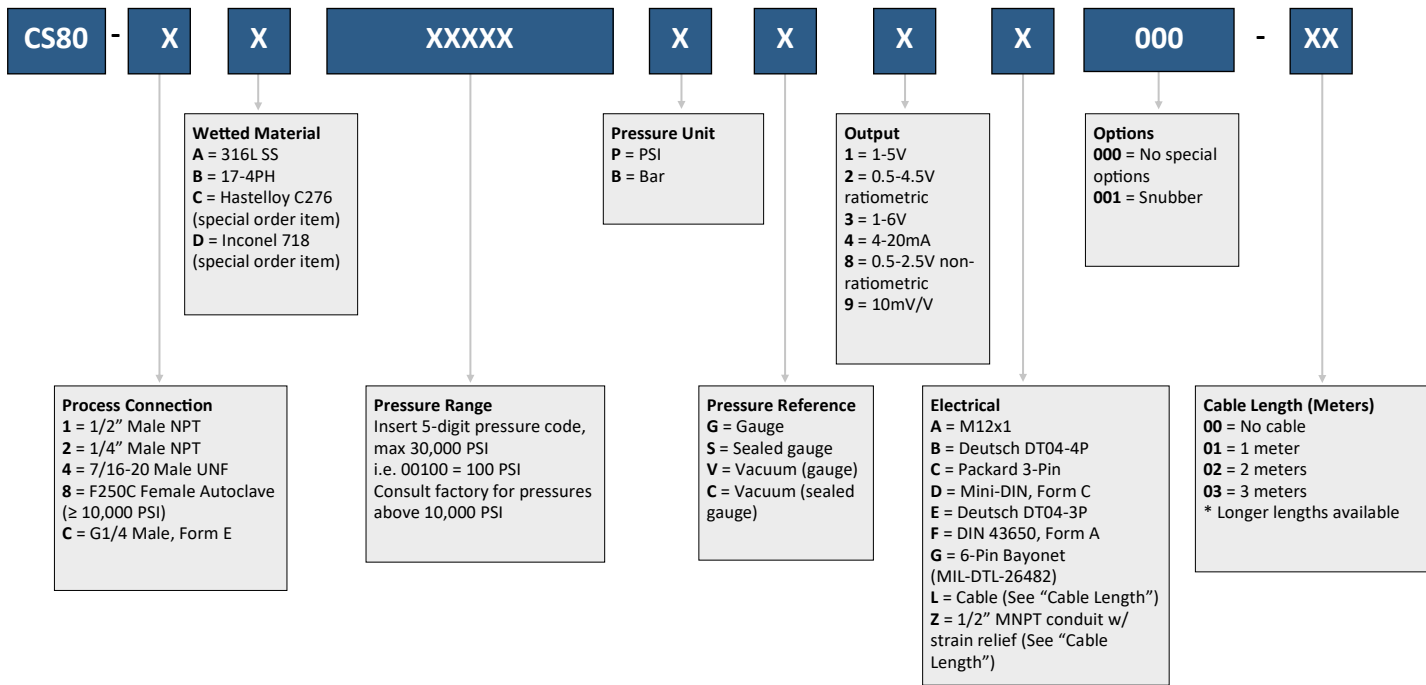 CS80 - X X XXXXX X X X X 000 - XX
Wetted Material
A = 316L SS
B = 17-4PH
C = Hastelloy C276
(special order item)
D = Inconel 718
(special order item)
Pressure Unit
P = PSI
B = Bar
Output
1 = 1-5V
2 = 0.5-4.5V
ratiometric
3 = 1-6V
4 = 4-20mA
8 = 0.5-2.5V non-
ratiometric
9 = 10mV/V
Options
000 = No special
options
001 = Snubber
Process Connection
1 = 1/2” Male NPT
2 = 1/4” Male NPT
4 = 7/16-20 Male UNF
8 = F250C Female Autoclave
(≥ 10,000 PSI)
C = G1/4 Male, Form E
Pressure Range
Insert 5-digit pressure code,
max 30,000 PSI
i.e. 00100 = 100 PSI
Consult factory for pressures
above 10,000 PSI
Pressure Reference
G = Gauge
S = Sealed gauge
V = Vacuum (gauge)
C = Vacuum (sealed
gauge)
Electrical
A = M12x1
B = Deutsch DT04-4P
C = Packard 3-Pin
D = Mini-DIN, Form C
E = Deutsch DT04-3P
F = DIN 43650, Form A
G = 6-Pin Bayonet
(MIL-DTL-26482)
L = Cable (See “Cable Length”)
Z = 1/2” MNPT conduit w/
strain relief (See “Cable
Length”)
Cable Length (Meters)
00 = No cable
01 = 1 meter
02 = 2 meters
03 = 3 meters
* Longer lengths available